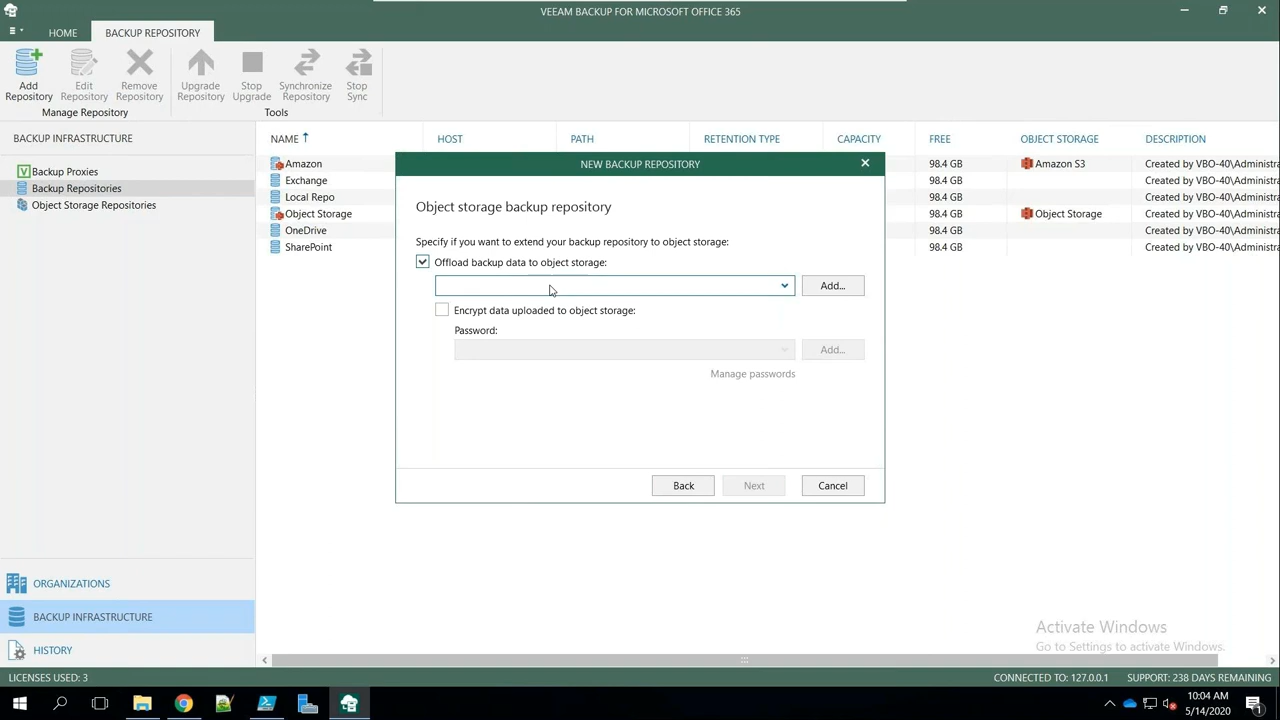 VEEAM BACKUP FOR MICROSOFT OFFICE 365
HOME
BACKUP REPOSITORY
Add Repository
Edit Repository
Remove Repository
Upgrade Repository
Stop Upgrade
Synchronize Repository
Stop Sync
Manage Repository
Tools
BACKUP INFRASTRUCTURE
Backup Proxies
Backup Repositories
Object Storage Repositories
NAME HOST PATH RETENTION TYPE CAPACITY FREE OBJECT STORAGE DESCRIPTION
Amazon 98.4 GB Amazon S3 Created by VBO-40\Administra
Exchange 98.4 GB Created by VBO-40\Administra
Local Repo 98.4 GB Created by VBO-40\Administra
Object Storage 98.4 GB Object Storage Created by VBO-40\Administra
OneDrive 98.4 GB Created by VBO-40\Administra
SharePoint 98.4 GB Created by VBO-40\Administra
NEW BACKUP REPOSITORY
Object storage backup repository
Specify if you want to extend your backup repository to object storage:
Offload backup data to object storage:
Add...
Encrypt data uploaded to object storage:
Password:
Add...
Manage passwords
Back Next Cancel
ORGANIZATIONS
BACKUP INFRASTRUCTURE
HISTORY
Activate Windows
Go to Settings to activate Windows.
LICENSES USED: 3
CONNECTED TO: 127.0.0.1 SUPPORT: 238 DAYS REMAINING
10:04 AM
5/14/2020
1